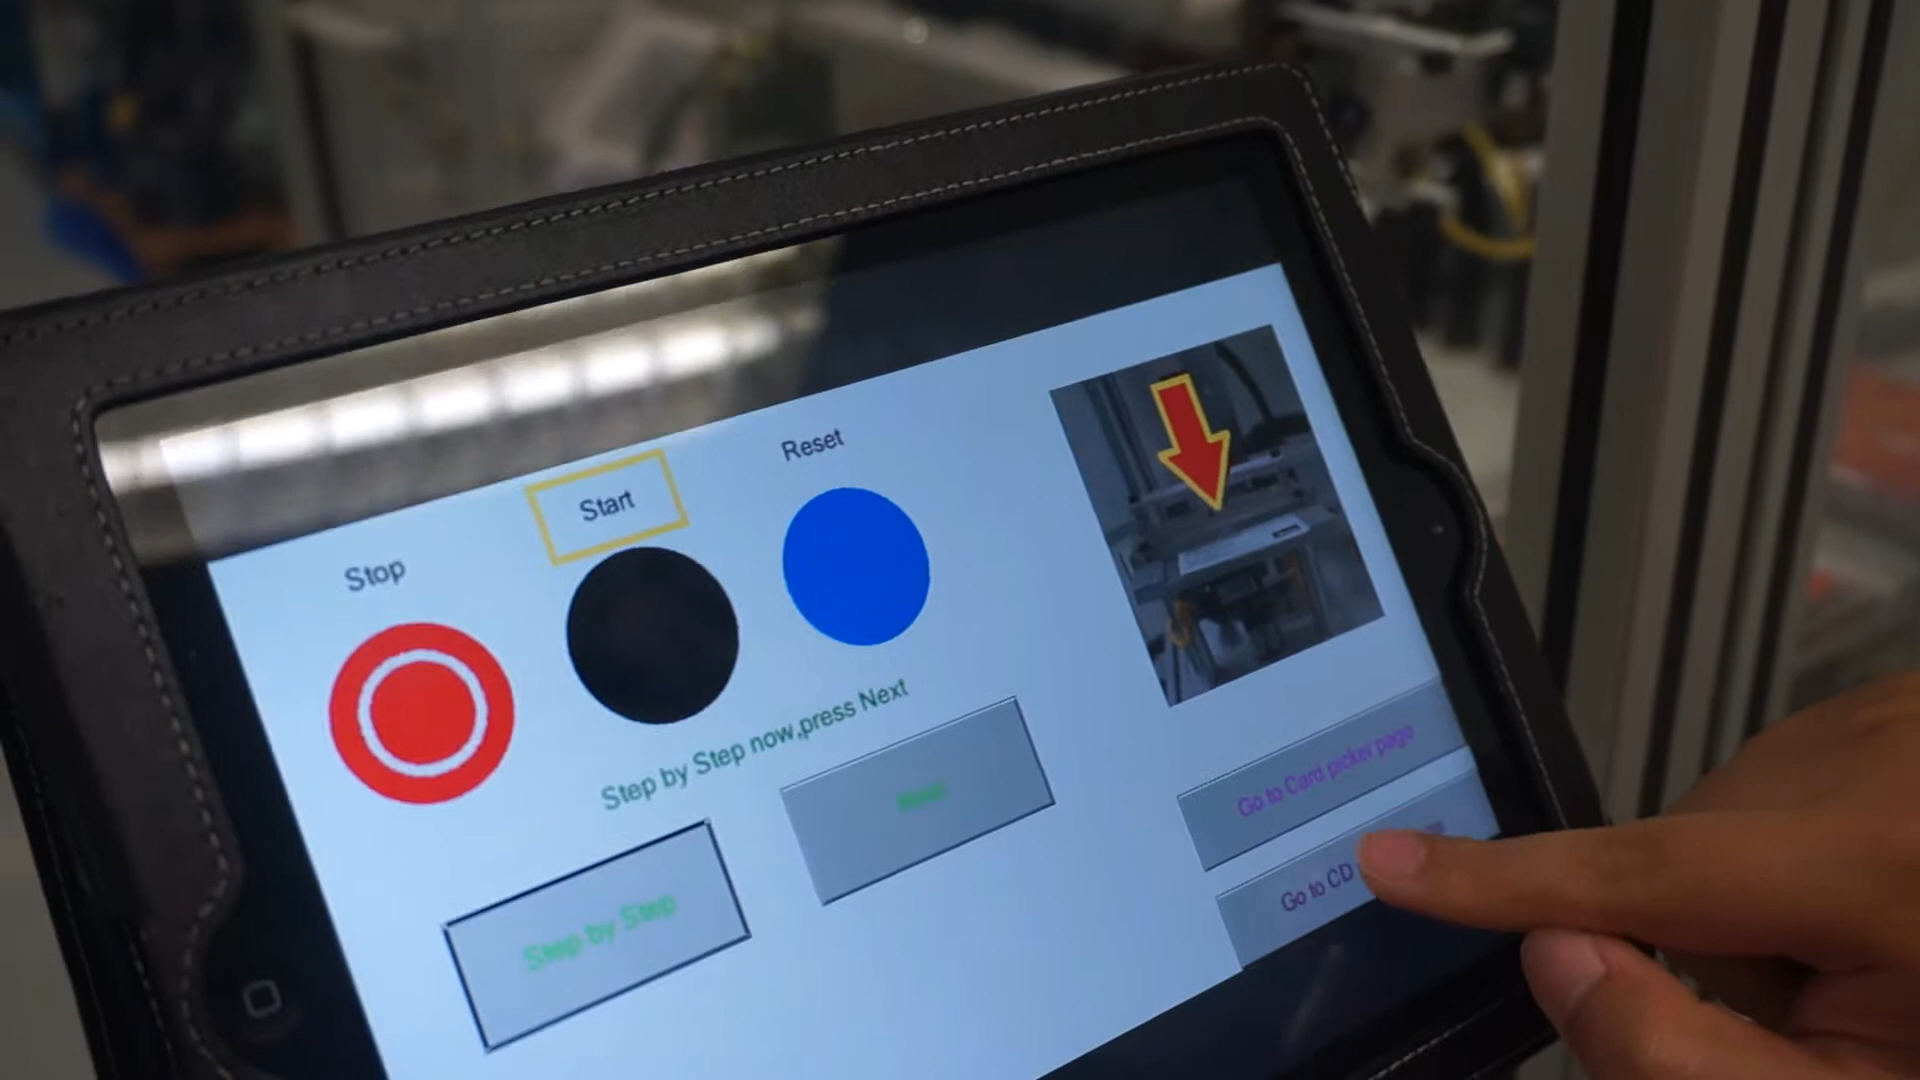 Reset
Start
Stop
Step by Step now,press Next
Next
Step by Step
Go to Card picker page
Go to CD